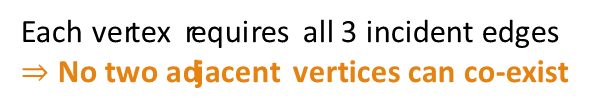 Each vertex requires all 3 incident edges
⇒ No two adjacent vertices can co-exist